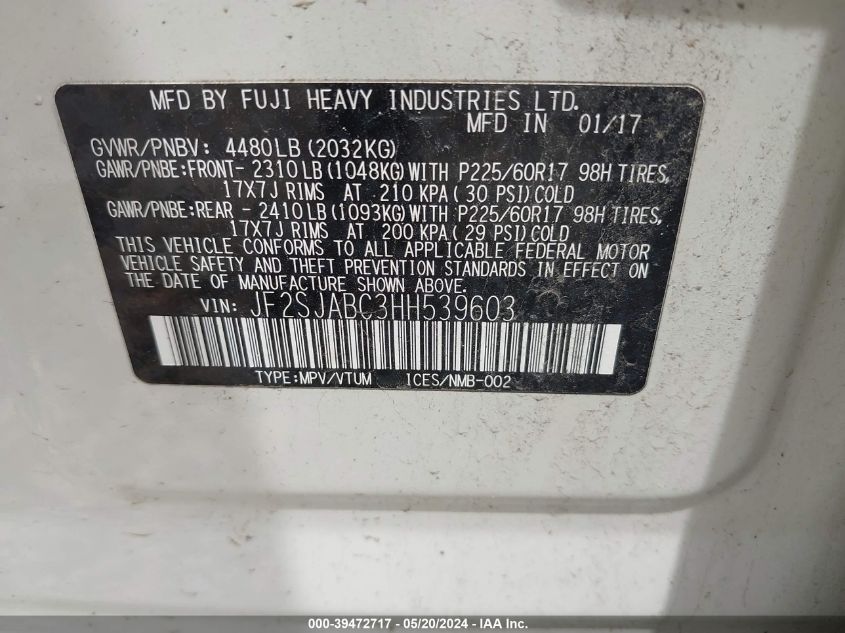 MFD BY FUJI HEAVY INDUSTRIES LTD.
MFD IN 01/17
GVWR/PNBV: 4480LB(2032KG)
GAWR/PNBE:FRONT- 2310LB(1048KG)WITH P225/60R17 98H TIRES,
17X7J RIMS AT 210 KPA( 30 PSI)COLD
GAWR/PNBE:REAR - 2410LB(1093KG)WITH P225/60R17 98H TIRES,
17X7J RIMS AT 200 KPA( 29 PSI)COLD
THIS VEHICLE CONFORMS TO ALL APPLICABLE FEDERAL MOTOR
VEHICLE SAFETY AND THEFT PREVENTION STANDARDS IN EFFECT ON
THE DATE OF MANUFACTURE SHOWN ABOVE.
VIN: JF2SJABC3HH539603
TYPE:MPV/VTUM ICES/NMB-002
000-39472717 - 05/20/2024 - IAA Inc.